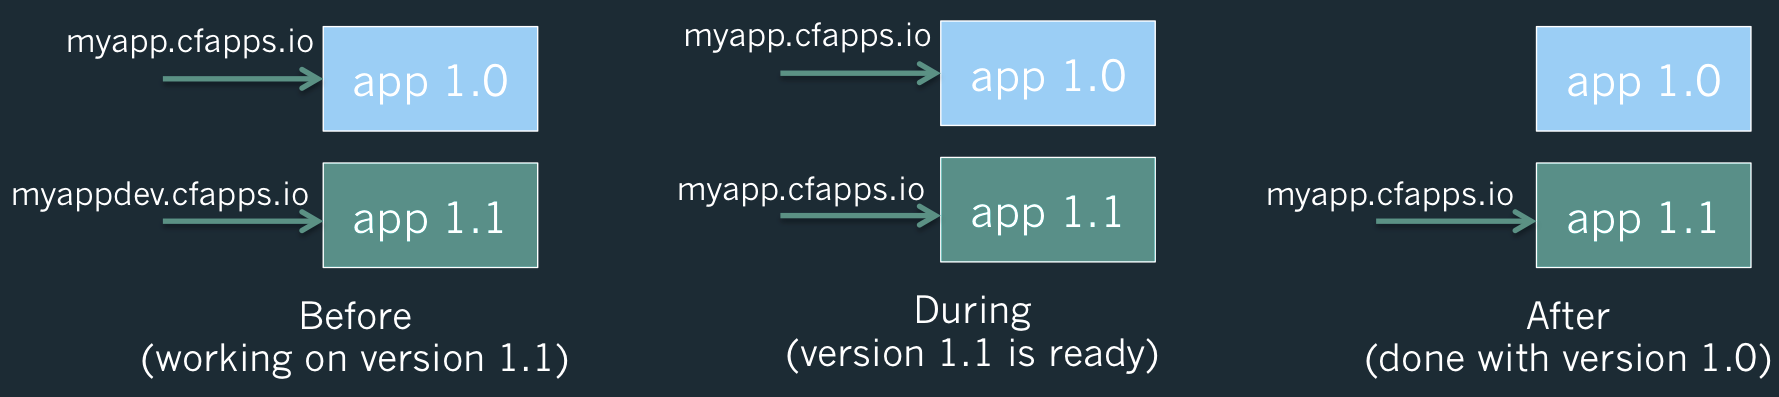 myapp.cfapps.io
app 1.0
myappdev.cfapps.io
app 1.1
Before
(working on version 1.1)
myapp.cfapps.io
app 1.0
myapp.cfapps.io
app 1.1
During
(version 1.1 is ready)
app 1.0
myapp.cfapps.io
app 1.1
After
(done with version 1.0)